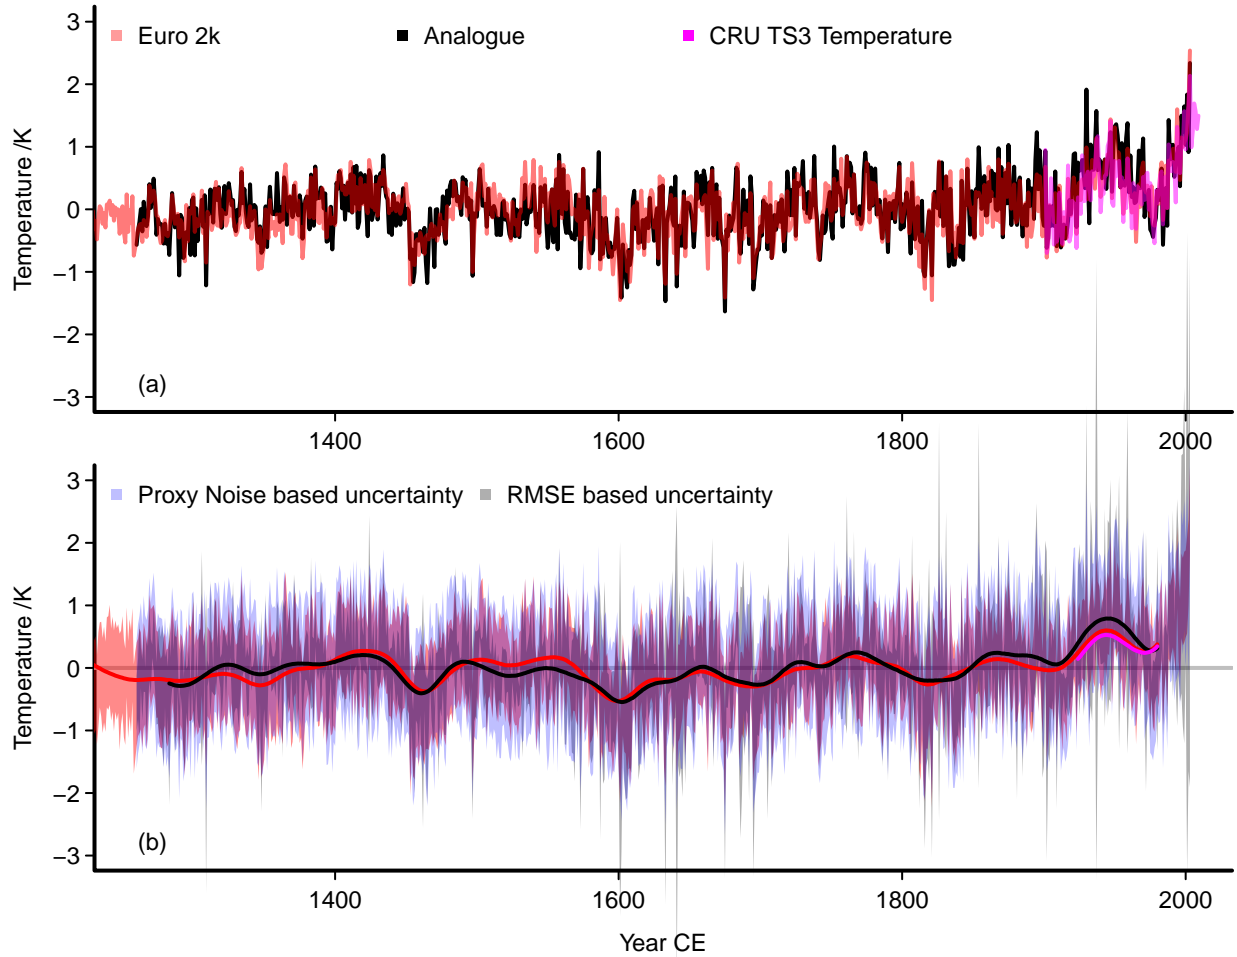 3
Euro 2k Analogue CRU TS3 Temperature
2
1
0
−1
−2
−3
Temperature /K
(a)
1400 1600 1800 2000
3
Proxy Noise based uncertainty RMSE based uncertainty
2
1
0
−1
−2
−3
Temperature /K
(b)
1400 1600 1800 2000
Year CE